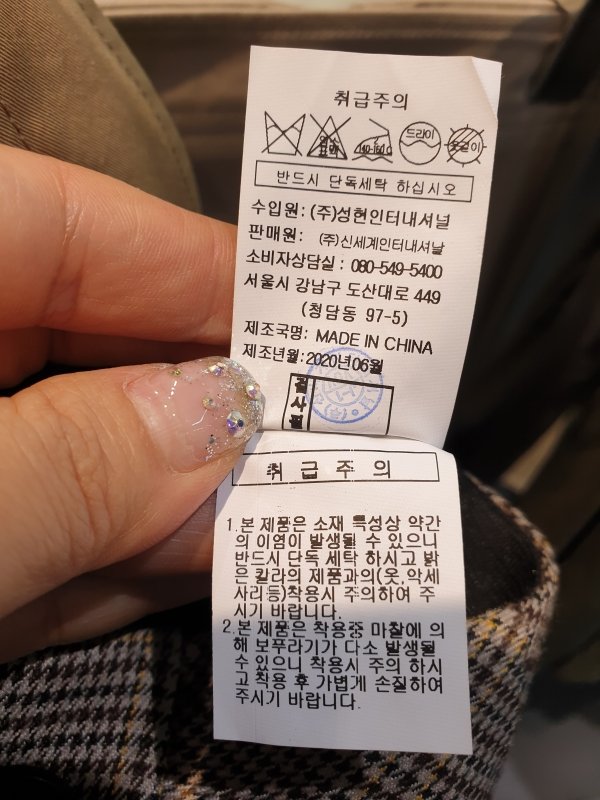 취급주의
염소표백
140~160℃
드라이
옷걸이
반드시 단독세탁 하십시오
수입원: (주)성현인터내셔널
판매원: (주)신세계인터내셔날
소비자상담실 : 080-549-5400
서울시 강남구 도산대로 449
(청담동 97-5)
제조국명: MADE IN CHINA
제조년월:2020년06월
검사필
취급주의
1.본 제품은 소재 특성상 약간
의 이염이 발생될 수 있으니
반드시 단독 세탁 하시고 밝
은 칼라의 제품과의(옷,악세
사리등)착용시 주의하여 주
시기 바랍니다.
2.본 제품은 착용중 마찰에 의
해 보푸라기가 다소 발생될
수 있으니 착용시 주의 하시
고 착용 후 가볍게 손질하여
주시기 바랍니다.